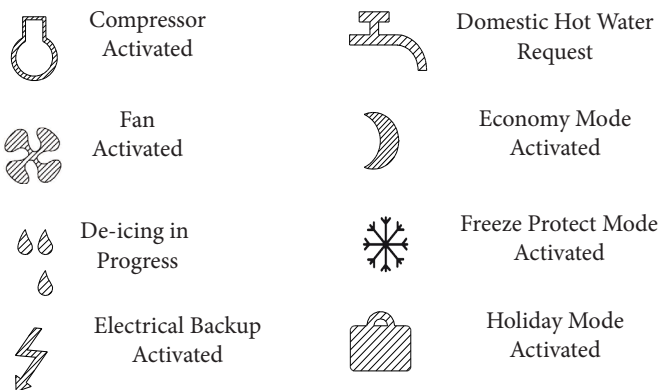 Compressor
Activated
Domestic Hot Water
Request
Fan
Activated
Economy Mode
Activated
De-icing in
Progress
Freeze Protect Mode
Activated
Electrical Backup
Activated
Holiday Mode
Activated